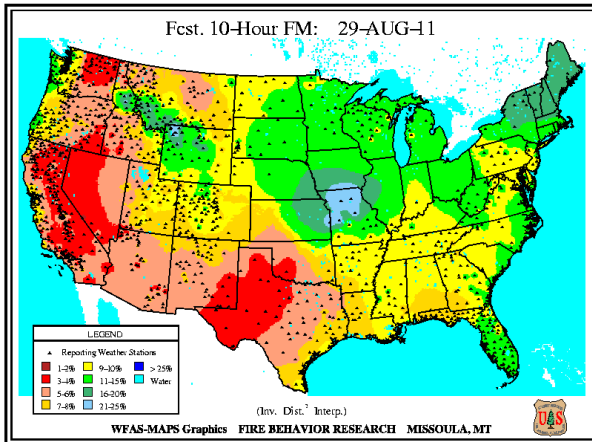 Fcst. 10-Hour FM: 29-AUG-11
LEGEND
Reporting Weather Stations
1-2% 9-10% > 25%
3-4% 11-15% Water
5-6% 16-20%
7-8% 21-25%
(Inv. Dist.² Interp.)
WFAS-MAPS Graphics FIRE BEHAVIOR RESEARCH MISSOULA, MT
U S